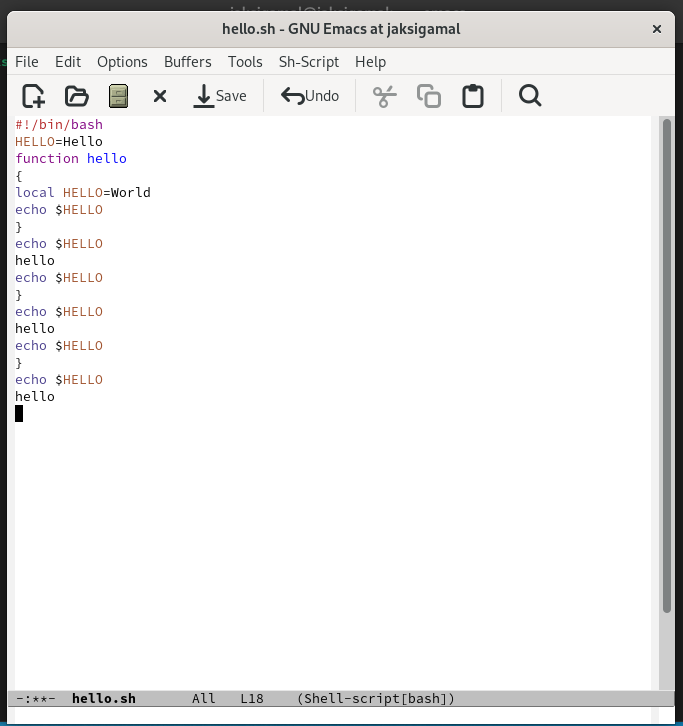 hello.sh - GNU Emacs at jaksigamal
File Edit Options Buffers Tools Sh-Script Help
Save Undo
#!/bin/bash
HELLO=Hello
function hello
{
local HELLO=World
echo $HELLO
}
echo $HELLO
hello
echo $HELLO
}
echo $HELLO
hello
echo $HELLO
}
echo $HELLO
hello
-:**- hello.sh All L18 (Shell-script[bash])